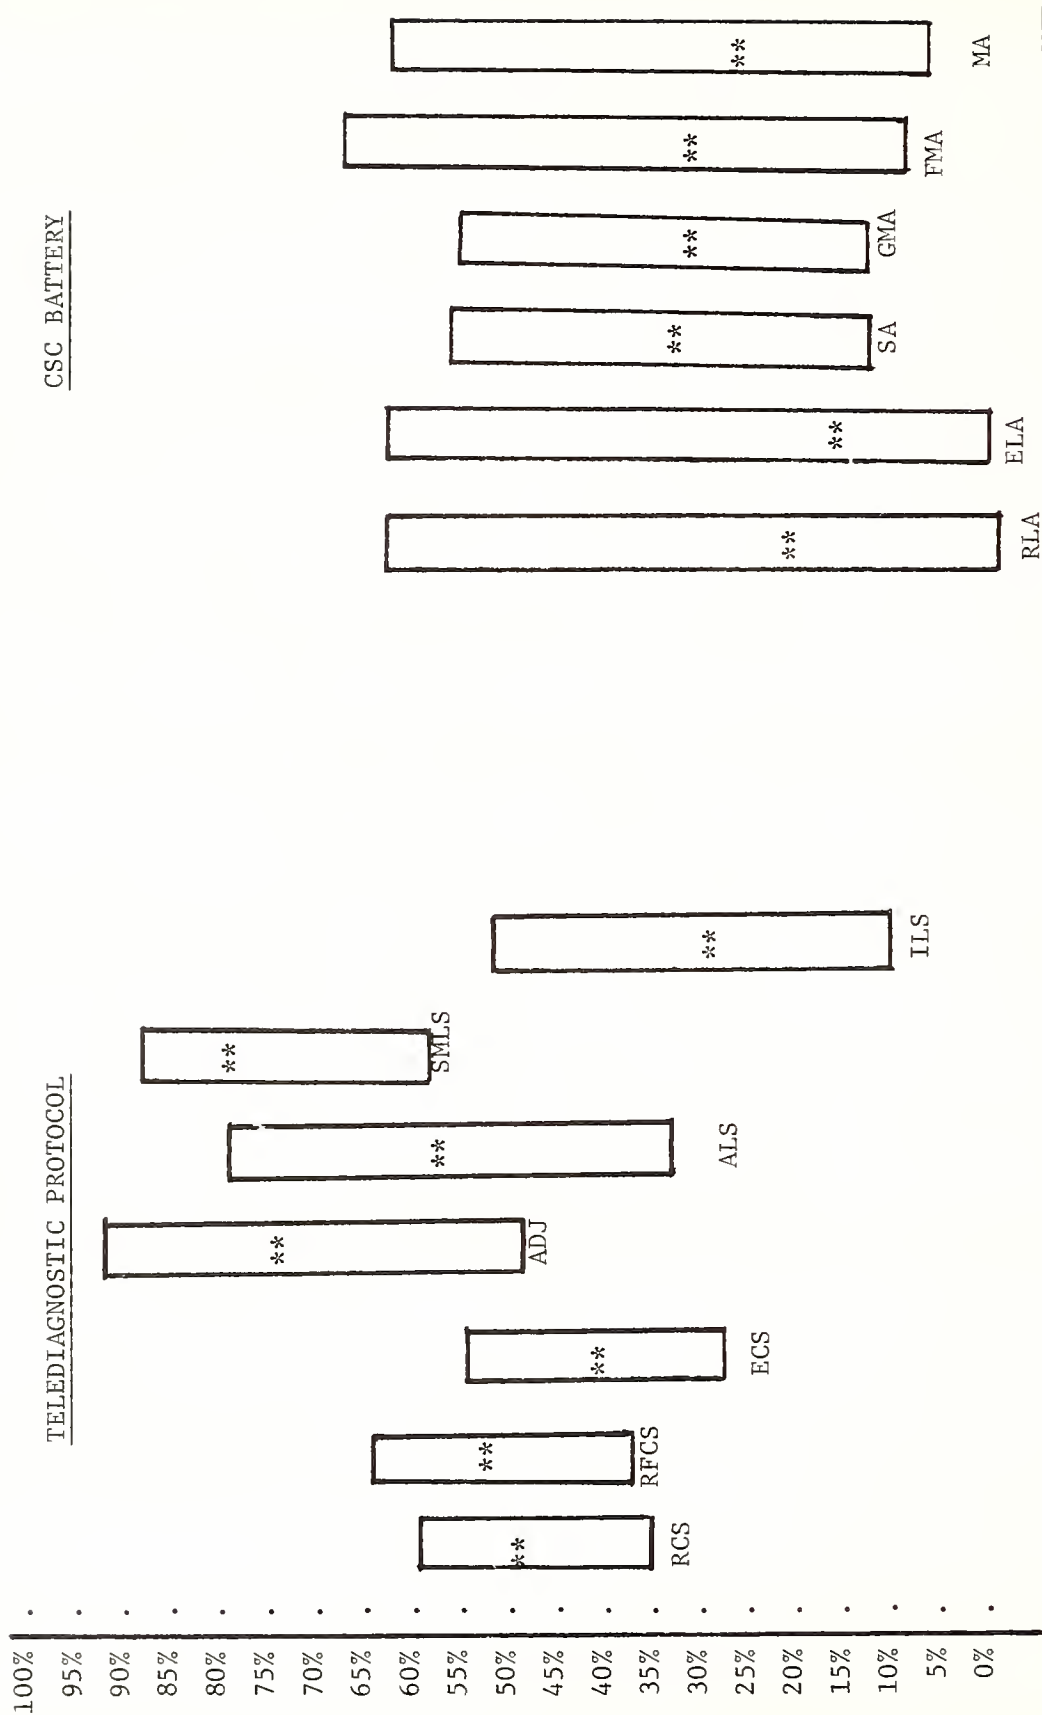 TELEDIAGNOSTIC PROTOCOL
CSC BATTERY
100%
95%
90%
85%
80%
75%
70%
65%
60%
55%
50%
45%
40%
35%
30%
25%
20%
15%
10%
5%
0%
**
**
**
**
**
**
**
**
**
**
**
**
**
RCS
RFCS
ECS
ADJ
ALS
SMLS
ILS
RLA
ELA
SA
GMA
FMA
MA